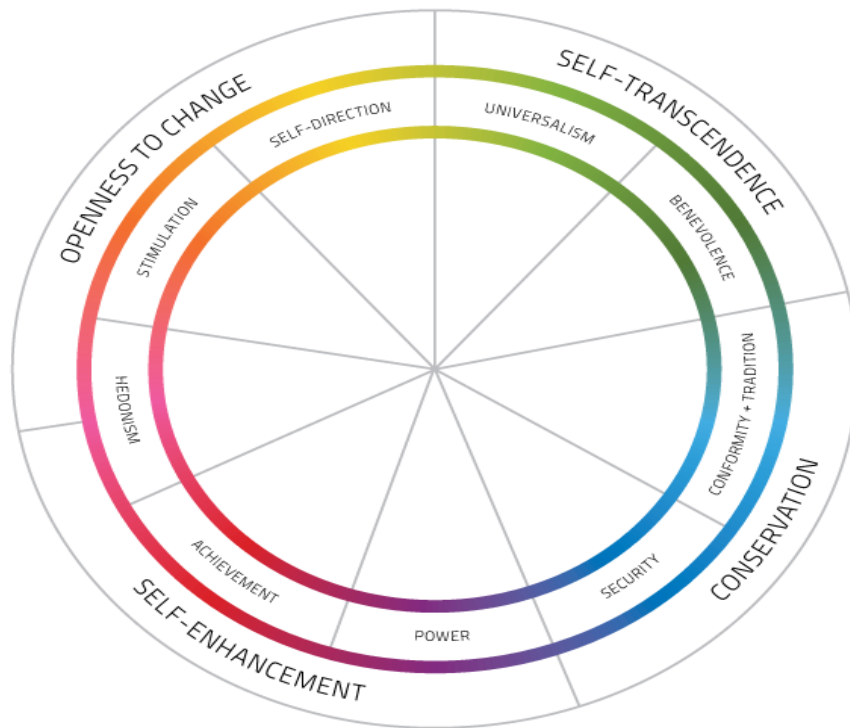 OPENNESS TO CHANGE
SELF-TRANSCENDENCE
SELF-DIRECTION
UNIVERSALISM
STIMULATION
BENEVOLENCE
HEDONISM
CONFORMITY + TRADITION
ACHIEVEMENT
SECURITY
POWER
SELF-ENHANCEMENT
CONSERVATION